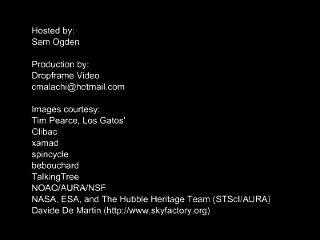 Hosted by:
Sam Ogden
Production by:
Dropframe Video
cmalachi@hotmail.com
Images courtesy:
Tim Pearce, Los Gatos'
Olibac
xamad
spincycle
bebouchard
TalkingTree
NOAO/AURA/NSF
NASA, ESA, and The Hubble Heritage Team (STScI/AURA)
Davide De Martin (http://www.skyfactory.org)